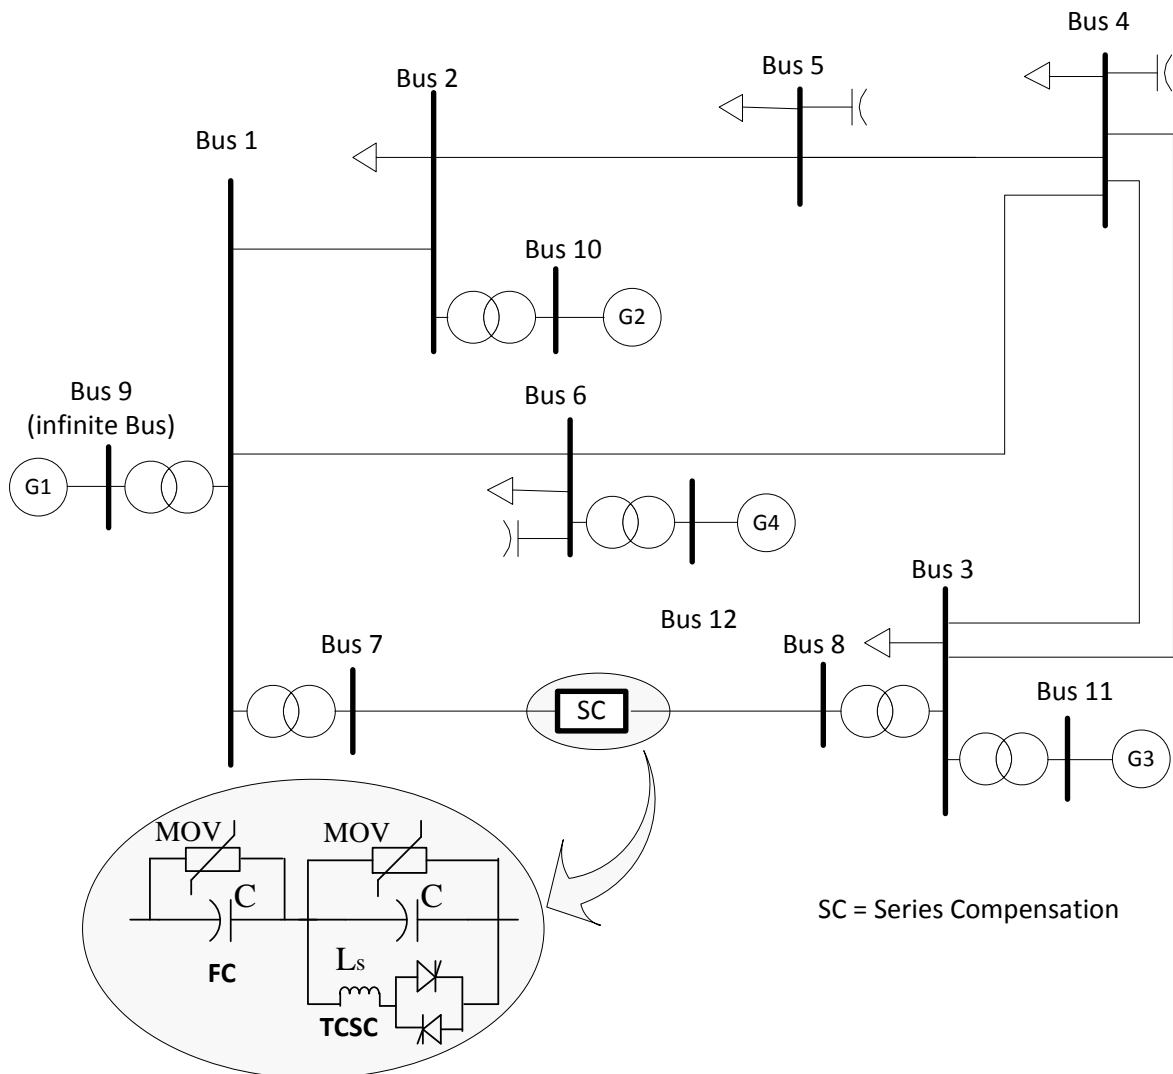 Bus 4
Bus 5
Bus 2
Bus 1
Bus 10
G2
Bus 9
(infinite Bus)
G1
Bus 6
G4
Bus 3
Bus 12
Bus 7
Bus 8
SC
Bus 11
G3
MOV
MOV
C
C
SC = Series Compensation
FC
Ls
TCSC